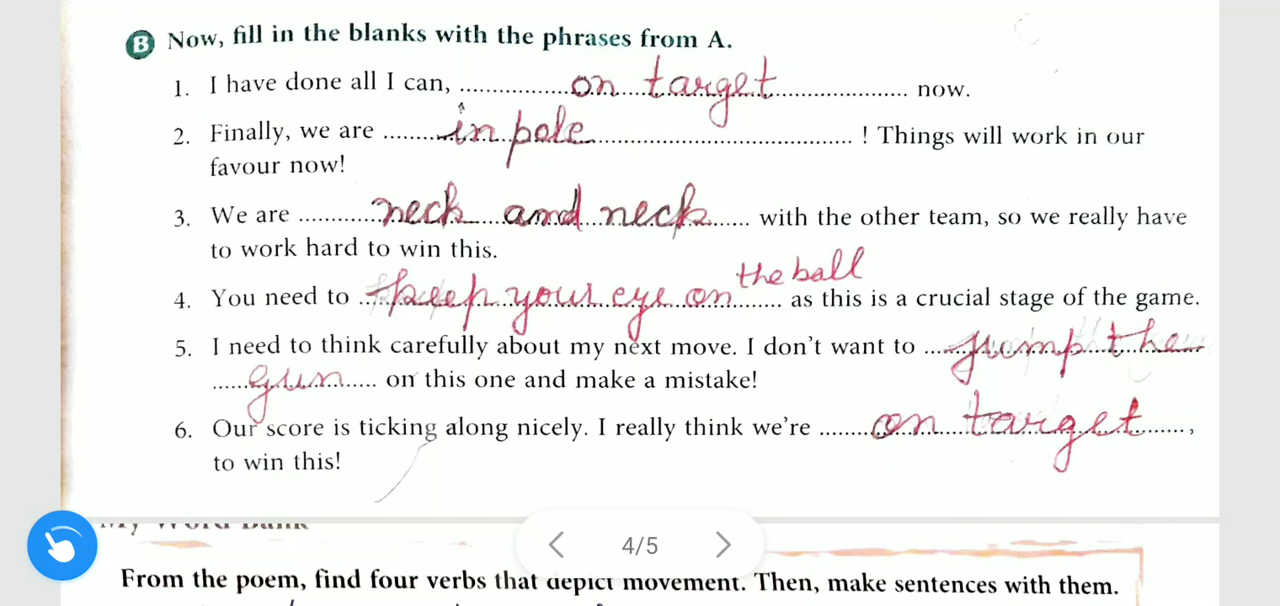 B Now, fill in the blanks with the phrases from A.
1. I have done all I can, on target now.
2. Finally, we are in pole ! Things will work in our
favour now!
3. We are neck and neck with the other team, so we really have
to work hard to win this.
the ball
4. You need to keep your eye on as this is a crucial stage of the game.
5. I need to think carefully about my next move. I don't want to jump the
gun on this one and make a mistake!
6. Our score is ticking along nicely. I really think we're on target,
to win this!
My Word Bank
4/5
From the poem, find four verbs that depict movement. Then, make sentences with them.